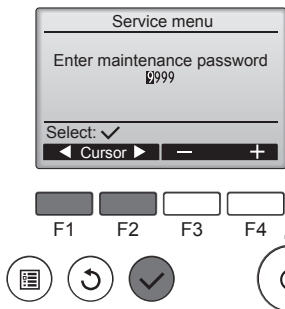 Service menu
Enter maintenance password
9999
Select:
Cursor − +
F1 F2 F3 F4